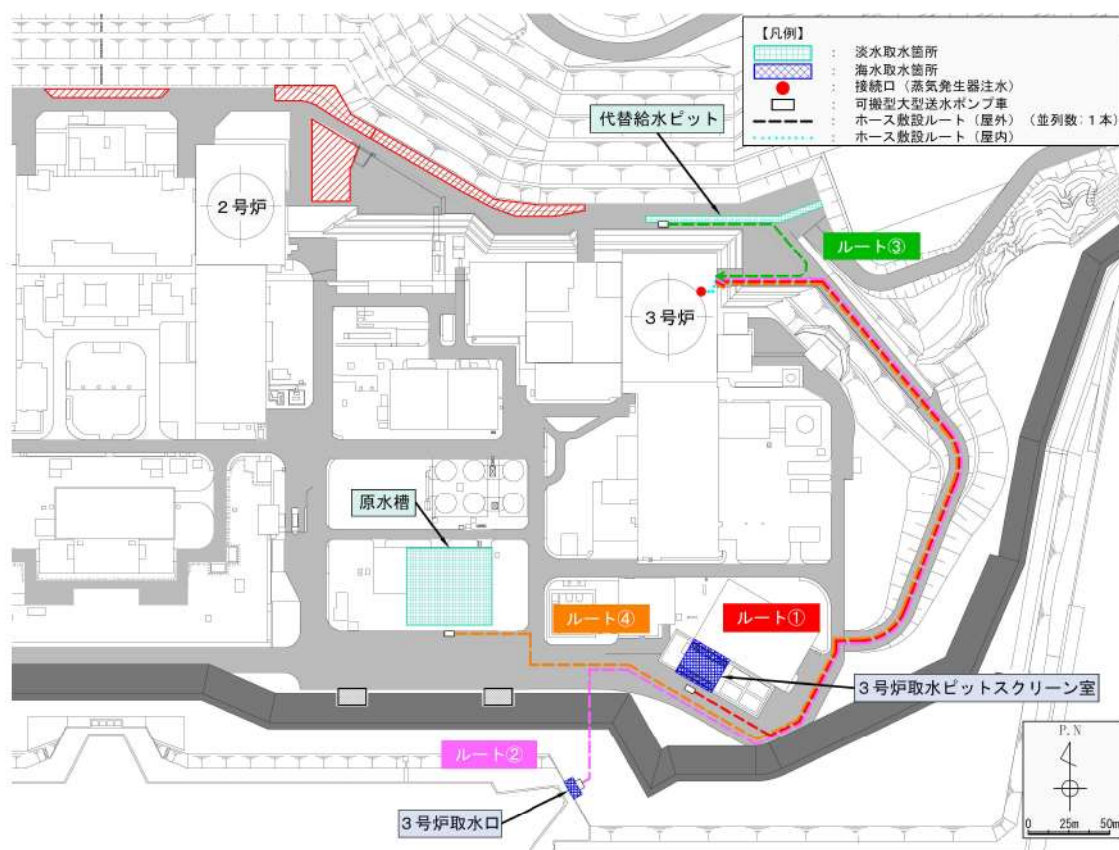 【凡例】
： 淡水取水箇所
： 海水取水箇所
： 接続口（蒸気発生器注水）
： 可搬型大型送水ポンプ車
： ホース敷設ルート（屋外）（並列数：1本）
： ホース敷設ルート（屋内）
代替給水ピット
2号炉
ルート③
3号炉
原水槽
ルート④
ルート①
3号炉取水ピットスクリーン室
ルート②
3号炉取水口
P.N
0 25m 50m